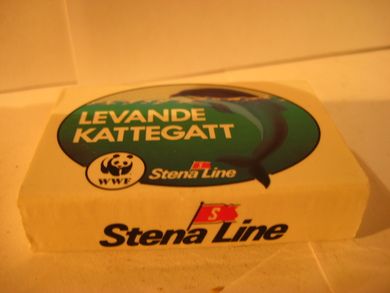 LEVANDE
KATTEGATT
WWF
S
Stena Line
S
Stena Line